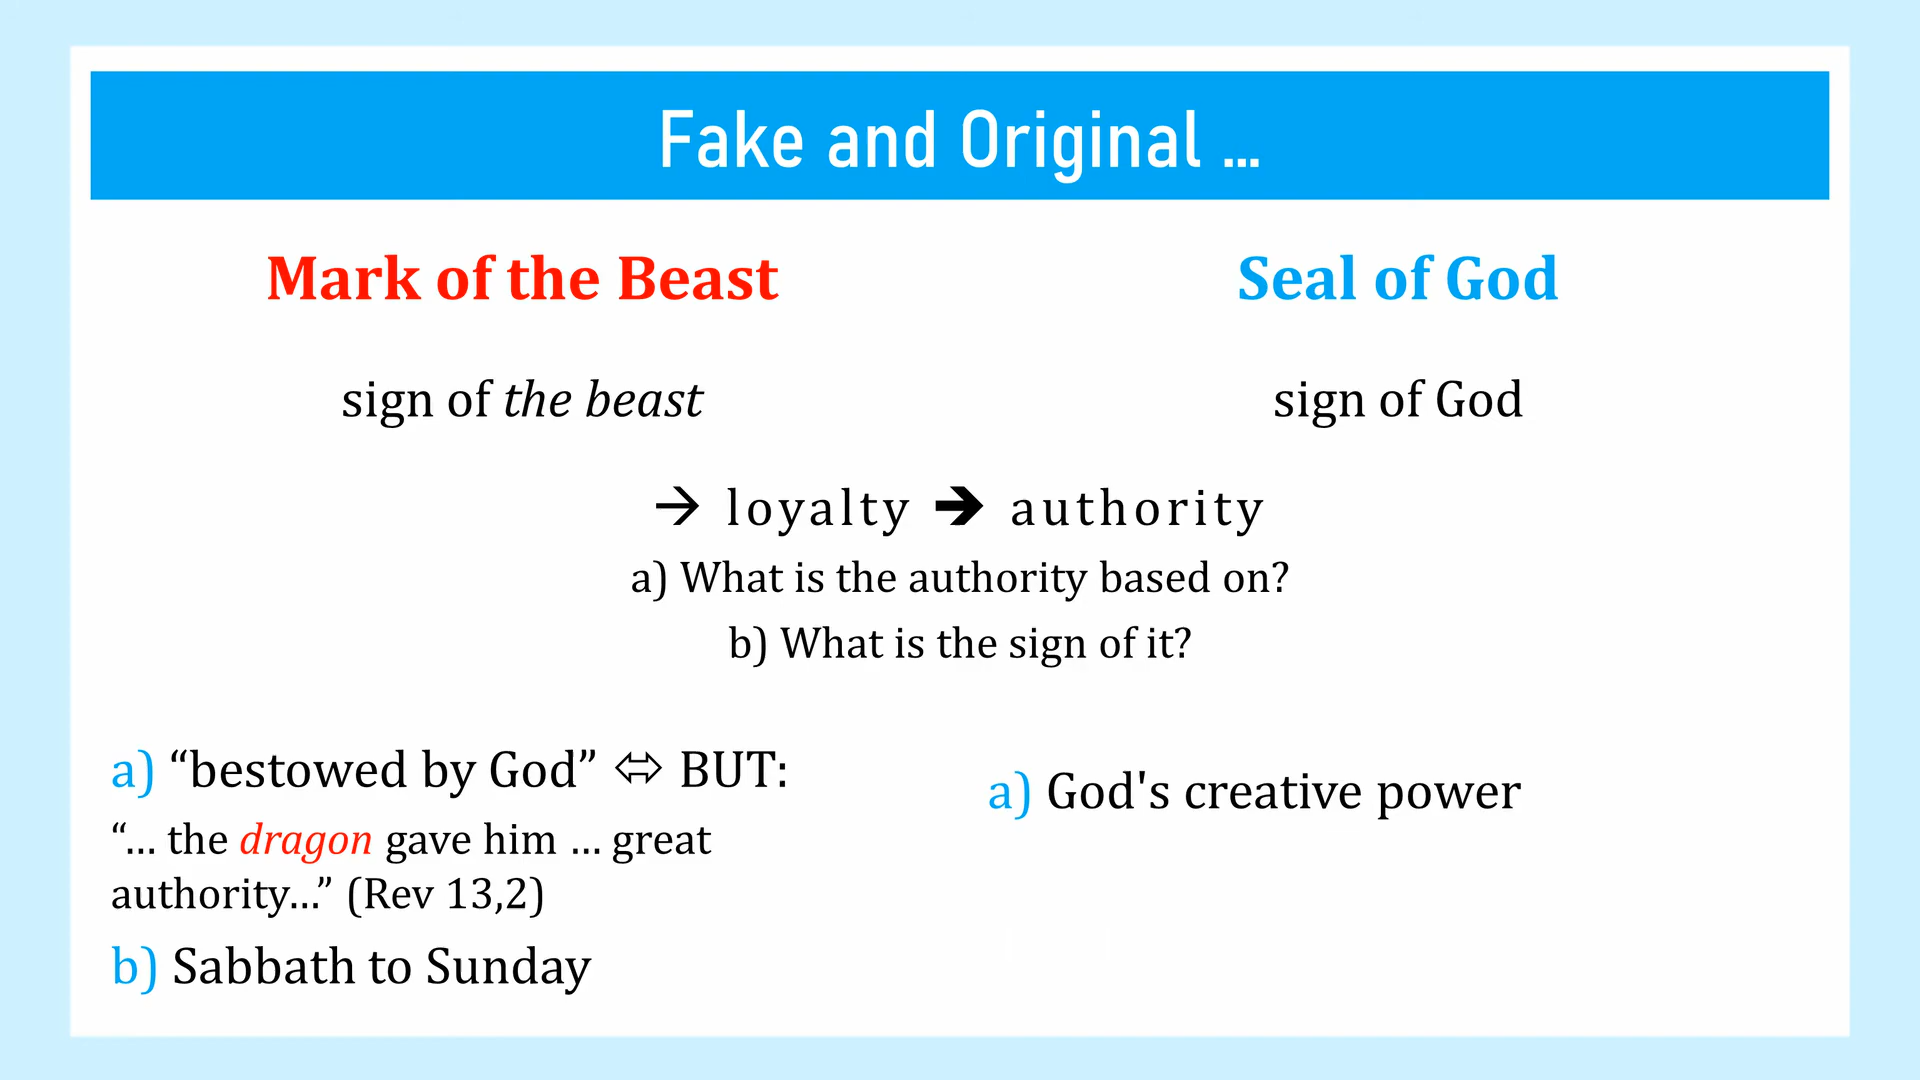 Fake and Original ...
Mark of the Beast
Seal of God
sign of the beast
sign of God
→ loyalty ➔ authority
a) What is the authority based on?
b) What is the sign of it?
a) “bestowed by God” ⬄ BUT:
“... the dragon gave him ... great
authority...” (Rev 13,2)
b) Sabbath to Sunday
a) God's creative power